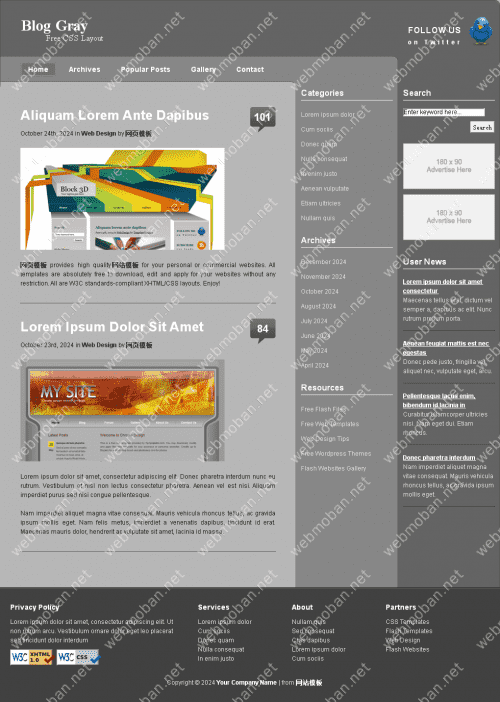 Blog Gray
Free CSS Layout
FOLLOW US
on Twitter
Home Archives Popular Posts Gallery Contact
Aliquam Lorem Ante Dapibus
101
October 24th, 2024 in Web Design by 网页模板
Block 3D
网页模板 provides high quality 网站模板 for your personal or commercial websites. All
templates are absolutely free to download, edit and apply for your websites without any
restriction. All are W3C standards-compliant XHTML/CSS layouts. Enjoy!
Lorem Ipsum Dolor Sit Amet
84
October 23rd, 2024 in Web Design by 网页模板
MY SITE
Lorem ipsum dolor sit amet, consectetur adipiscing elit. Donec pharetra interdum nunc eu
rutrum. Vestibulum et nisl non lectus consectetur pharetra. Aenean vel est nisi. Aliquam
imperdiet purus sed nisi congue pellentesque.
Nam imperdiet aliquet magna vitae consequat. Mauris vehicula rhoncus tellus, ac gravida
ipsum mollis eget. Nam felis metus, imperdiet a venenatis dapibus, tincidunt id erat.
Maecenas mauris dolor, hendrerit ac vulputate sit amet, lacinia id massa.
Categories
Lorem ipsum dolor
Cum sociis
Donec quam
Nulla consequat
In enim justo
Aenean vulputate
Etiam ultricies
Nullam quis
Archives
December 2024
November 2024
October 2024
August 2024
July 2024
June 2024
May 2024
April 2024
Resources
Free Flash Files
Free Web Templates
Web Design Tips
Free Wordpress Themes
Flash Websites Gallery
Search
Enter keyword here...
Search
180 x 90
Advertise Here
180 x 90
Advertise Here
User News
Lorem ipsum dolor sit amet
consectetur
Maecenas tellus erat, dictum vel
semper a, dapibus ac elit. Nunc
rutrum pretium porta.
Aenean feugiat mattis est nec
egestas
Donec pede justo, fringilla vel,
aliquet nec, vulputate eget, arcu.
Pellentesque lacus enim,
bibendum id lacinia in
Curabitur ullamcorper ultricies
nisi. Nam eget dui. Etiam
rhoncus.
Donec pharetra interdum
Nam imperdiet aliquet magna
vitae consequat. Mauris vehicula
rhoncus tellus, ac gravida ipsum
mollis eget.
Privacy Policy
Lorem ipsum dolor sit amet, consectetur adipiscing elit. Ut
non rutrum arcu. Vestibulum ornare dolor eget leo placerat
sed tincidunt dolor interdum
W3C XHTML 1.0
W3C CSS
Services
Lorem ipsum dolor
Cum sociis
Donec quam
Nulla consequat
In enim justo
About
Nullam quis
Sed consequat
Cras dapibus
Lorem ipsum dolor
Cum sociis
Partners
CSS Templates
Flash Templates
Web Design
Flash Websites
Copyright © 2024 Your Company Name | from 网站模板
webmoban.net